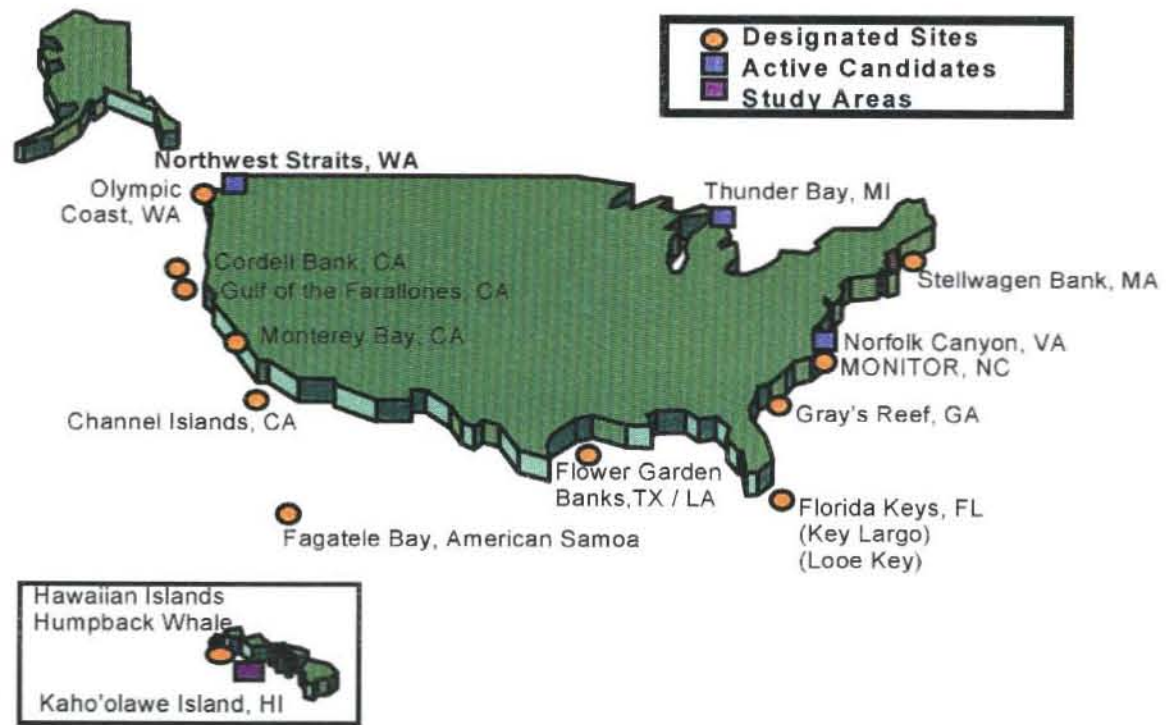 Designated Sites
Active Candidates
Study Areas
Northwest Straits, WA
Olympic
Coast, WA
Thunder Bay, MI
Cordell Bank, CA
Gulf of the Farallones, CA
Stellwagen Bank, MA
Monterey Bay, CA
Norfolk Canyon, VA
MONITOR, NC
Channel Islands, CA
Gray's Reef, GA
Flower Garden
Banks,TX / LA
Florida Keys, FL
(Key Largo)
(Looe Key)
Fagatele Bay, American Samoa
Hawaiian Islands
Humpback Whale
Kaho'olawe Island, HI